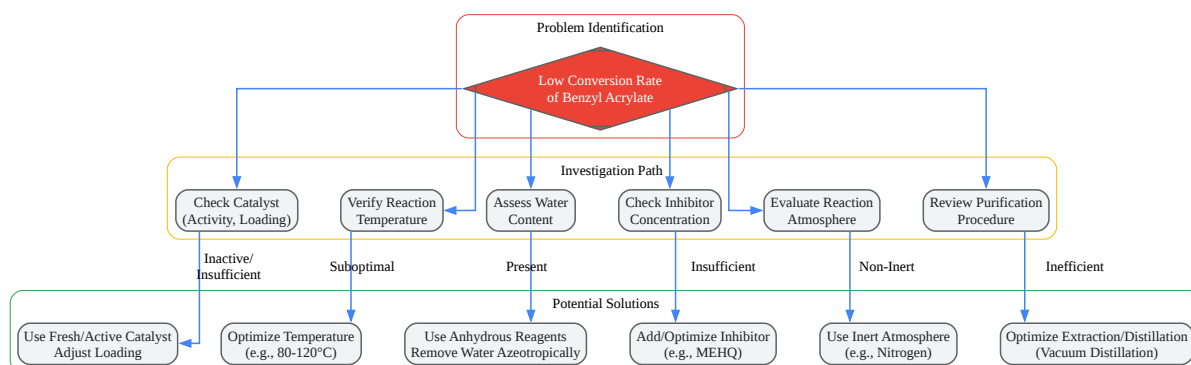 Problem Identification
Low Conversion Rate
of Benzyl Acrylate
Investigation Path
Check Catalyst
(Activity, Loading)
Verify Reaction
Temperature
Assess Water
Content
Check Inhibitor
Concentration
Evaluate Reaction
Atmosphere
Review Purification
Procedure
Inactive/
Insufficient
Suboptimal
Present
Insufficient
Non-Inert
Inefficient
Potential Solutions
Use Fresh/Active Catalyst
Adjust Loading
Optimize Temperature
(e.g., 80-120°C)
Use Anhydrous Reagents
Remove Water Azeotropically
Add/Optimize Inhibitor
(e.g., MEHQ)
Use Inert Atmosphere
(e.g., Nitrogen)
Optimize Extraction/Distillation
(Vacuum Distillation)